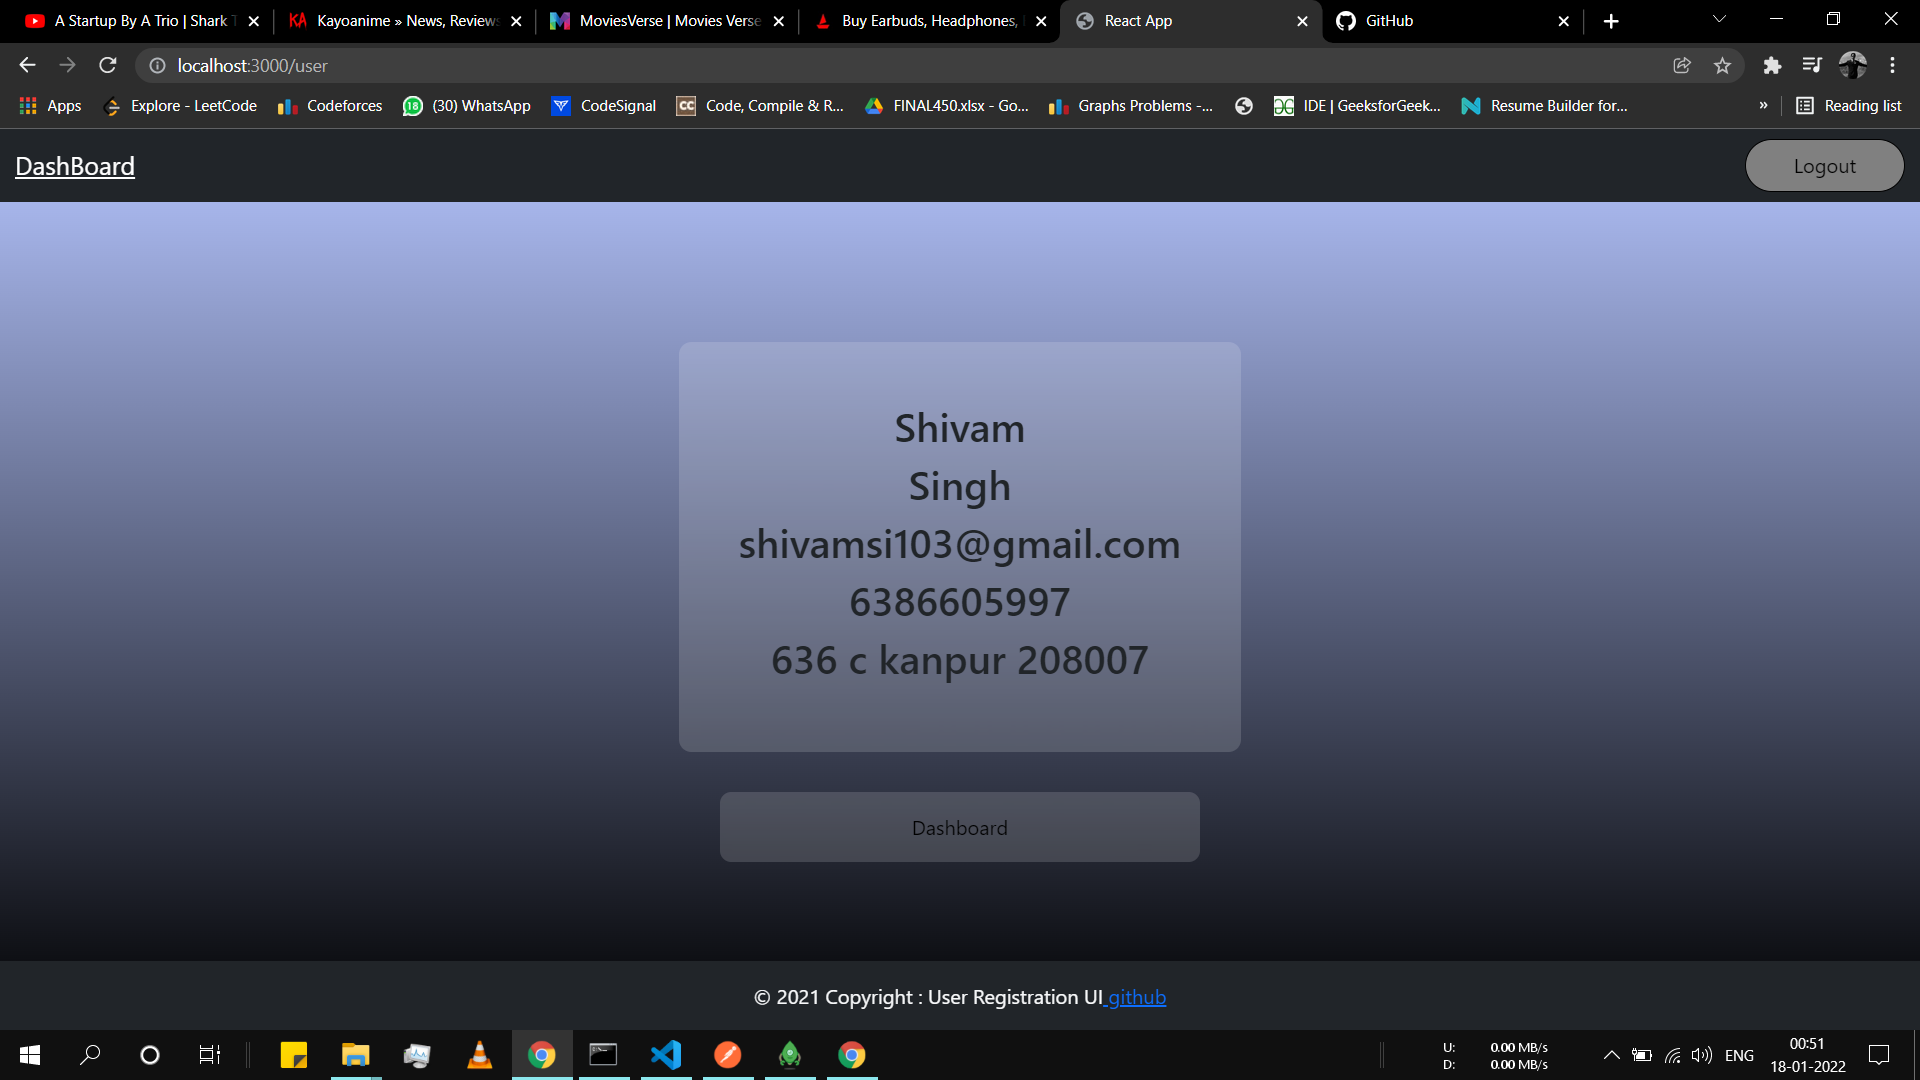 A Startup By A Trio | Shark T
Kayoanime » News, Reviews
MoviesVerse | Movies Verse
Buy Earbuds, Headphones,
React App
GitHub
localhost:3000/user
Apps
Explore - LeetCode
Codeforces
(30) WhatsApp
CodeSignal
Code, Compile & R...
FINAL450.xlsx - Go...
Graphs Problems -...
IDE | GeeksforGeek...
Resume Builder for...
»
Reading list
DashBoard
Logout
Shivam
Singh
shivamsi103@gmail.com
6386605997
636 c kanpur 208007
Dashboard
© 2021 Copyright : User Registration UI github
U: 0.00 MB/s
D: 0.00 MB/s
ENG
00:51
18-01-2022